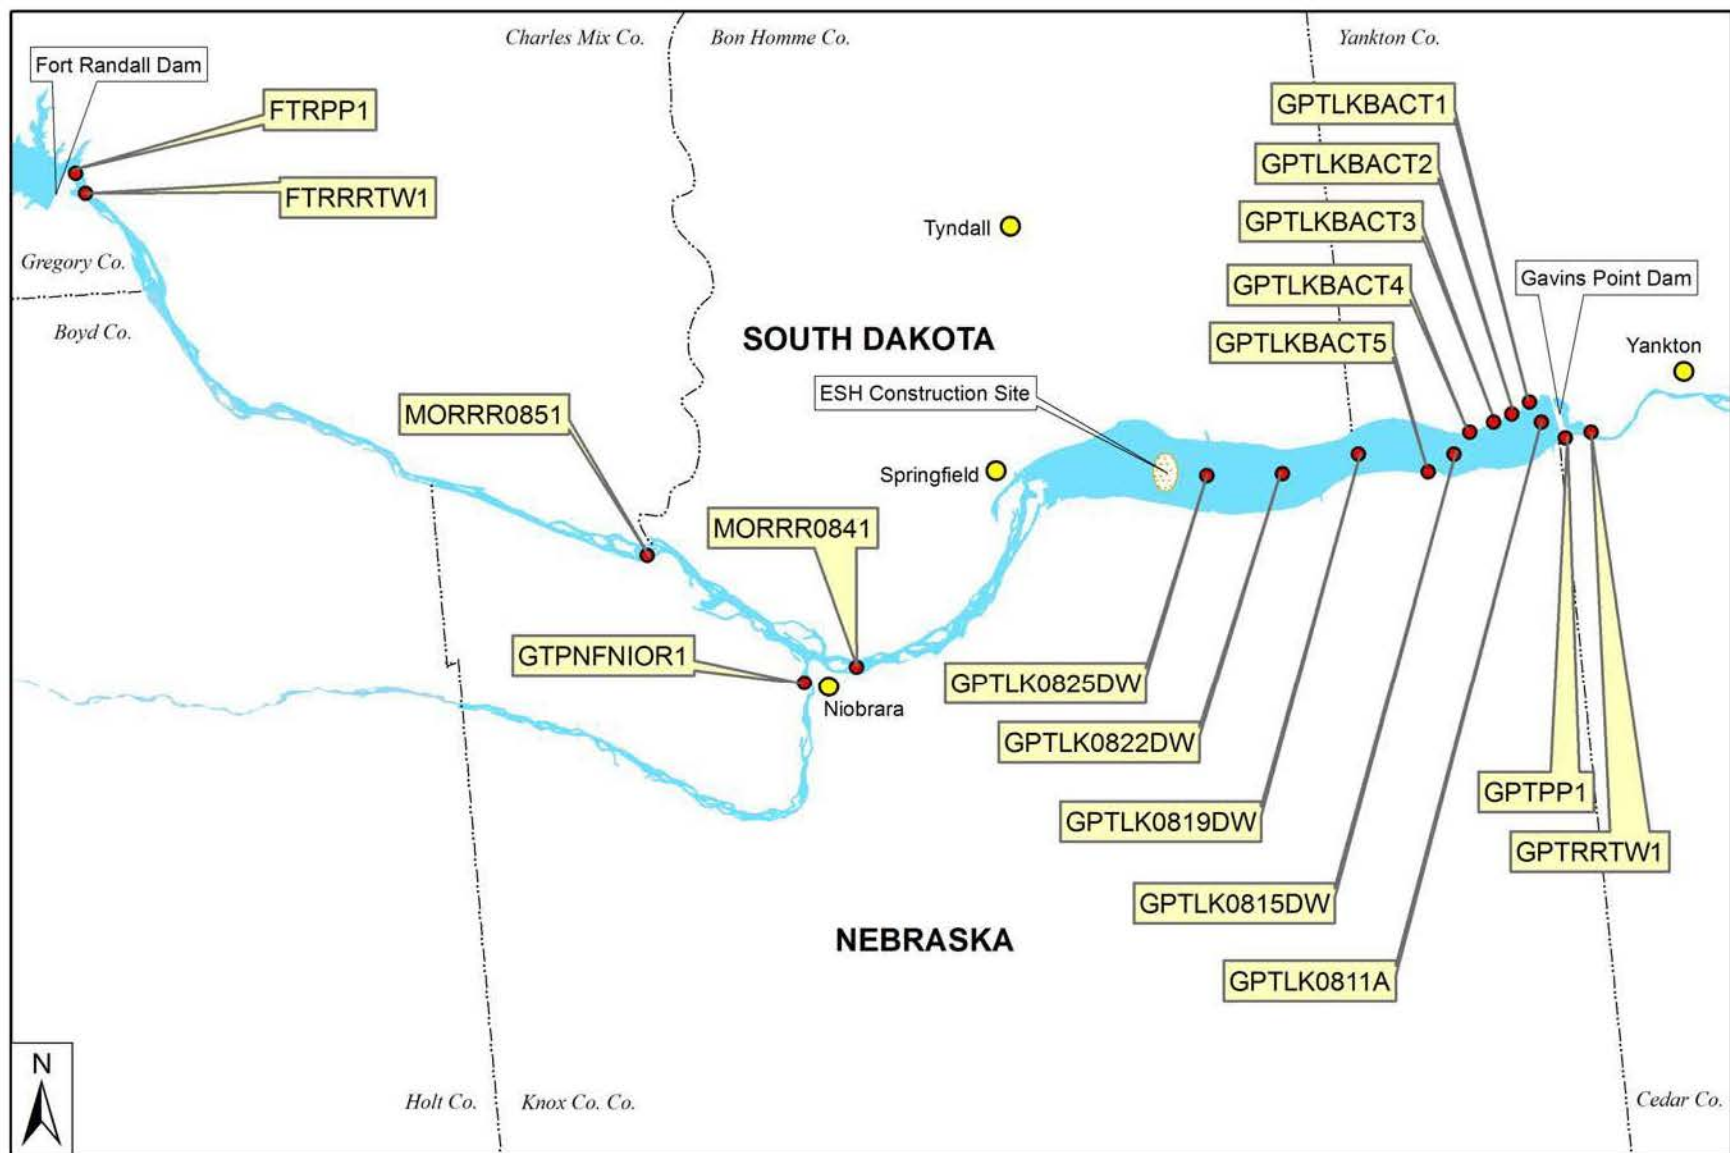 Charles Mix Co.
Bon Homme Co.
Yankton Co.
Fort Randall Dam
FTRPP1
GPTLKBACT1
GPTLKBACT2
FTRRRTW1
GPTLKBACT3
Tyndall
Gregory Co.
GPTLKBACT4
Gavins Point Dam
Boyd Co.
SOUTH DAKOTA
GPTLKBACT5
Yankton
ESH Construction Site
MORRR0851
Springfield
MORRR0841
GTPNFNIOR1
GPTLK0825DW
Niobrara
GPTLK0822DW
GPTPP1
GPTLK0819DW
GPTRRTW1
GPTLK0815DW
NEBRASKA
GPTLK0811A
N
Holt Co.
Knox Co. Co.
Cedar Co.